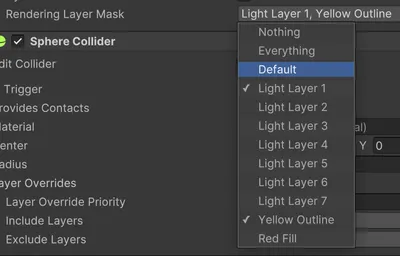 Rendering Layer Mask
Light Layer 1, Yellow Outline
Nothing
Sphere Collider
Everything
dit Collider
Default
Trigger
Light Layer 1
rovides Contacts
Light Layer 2
aterial
Light Layer 3
al)
enter
Light Layer 4
Y 0
adius
Light Layer 5
ayer Overrides
Light Layer 6
Layer Override Priority
Light Layer 7
Include Layers
Yellow Outline
Exclude Layers
Red Fill